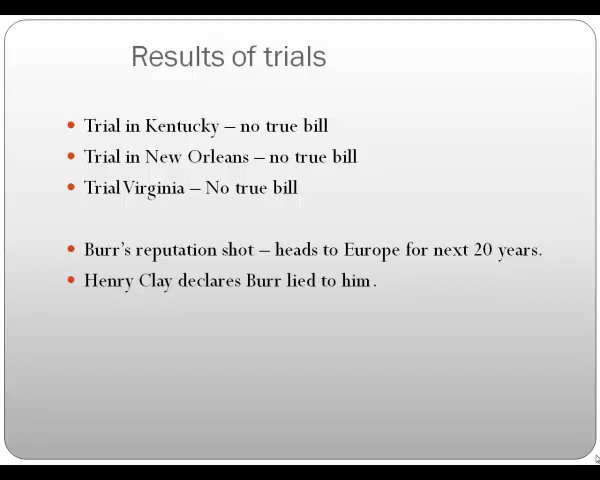 Results of trials
Trial in Kentucky – no true bill
Trial in New Orleans – no true bill
Trial Virginia – No true bill
Burr's reputation shot – heads to Europe for next 20 years.
Henry Clay declares Burr lied to him.